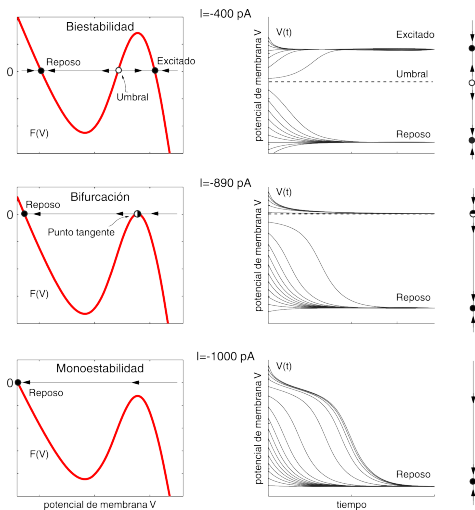 I=-400 pA
Biestabilidad
0
Reposo
Excitado
Umbral
F(V)
potencial de membrana V
V(t)
Excitado
Umbral
Reposo
I=-890 pA
Bifurcación
Reposo
0
Punto tangente
F(V)
potencial de membrana V
V(t)
Reposo
I=-1000 pA
Monoestabilidad
0
Reposo
F(V)
potencial de membrana V
potencial de membrana V
V(t)
Reposo
tiempo